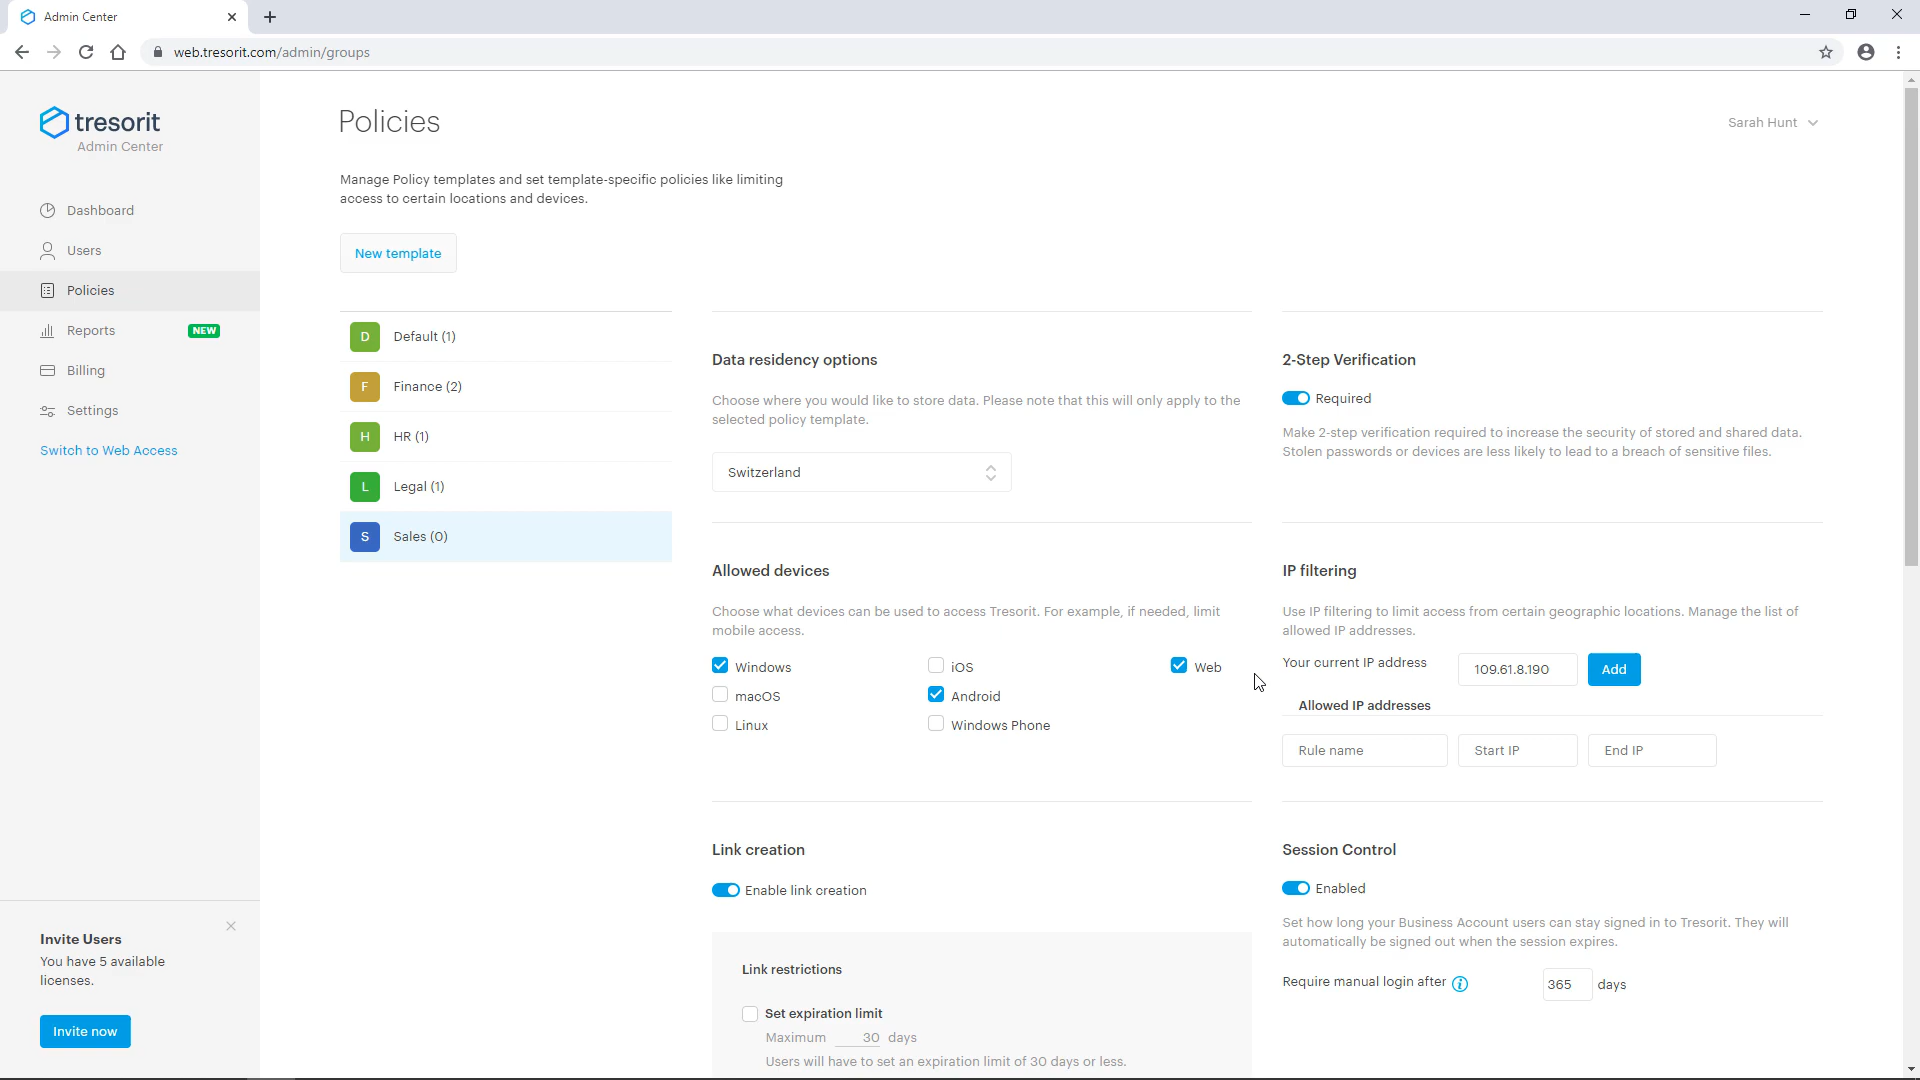 Admin Center
web.tresorit.com/admin/groups
tresorit
Admin Center
Dashboard
Users
Policies
Reports NEW
Billing
Settings
Switch to Web Access
Invite Users
You have 5 available
licenses.
Invite now
Policies
Sarah Hunt
Manage Policy templates and set template-specific policies like limiting
access to certain locations and devices.
New template
D Default (1)
F Finance (2)
H HR (1)
L Legal (1)
S Sales (0)
Data residency options
Choose where you would like to store data. Please note that this will only apply to the
selected policy template.
Switzerland
2-Step Verification
Required
Make 2-step verification required to increase the security of stored and shared data.
Stolen passwords or devices are less likely to lead to a breach of sensitive files.
Allowed devices
Choose what devices can be used to access Tresorit. For example, if needed, limit
mobile access.
Windows iOS Web
macOS Android
Linux Windows Phone
IP filtering
Use IP filtering to limit access from certain geographic locations. Manage the list of
allowed IP addresses.
Your current IP address 109.61.8.190 Add
Allowed IP addresses
Rule name Start IP End IP
Link creation
Enable link creation
Link restrictions
Set expiration limit
Maximum 30 days
Users will have to set an expiration limit of 30 days or less.
Session Control
Enabled
Set how long your Business Account users can stay signed in to Tresorit. They will
automatically be signed out when the session expires.
Require manual login after i 365 days